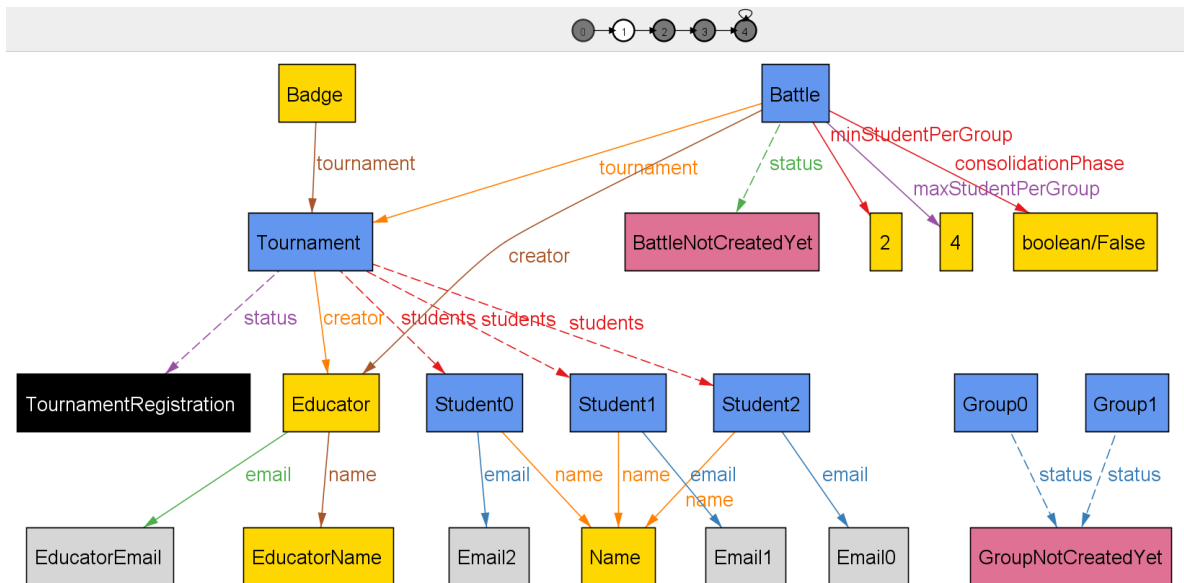 0 1 2 3 4
Badge
Battle
tournament
tournament
status
minStudentPerGroup
consolidationPhase
maxStudentPerGroup
Tournament
BattleNotCreatedYet
2
4
boolean/False
creator
status
creator
students
students
students
TournamentRegistration
Educator
Student0
Student1
Student2
Group0
Group1
email
name
email
name
name
email
name
email
status
status
EducatorEmail
EducatorName
Email2
Name
Email1
Email0
GroupNotCreatedYet